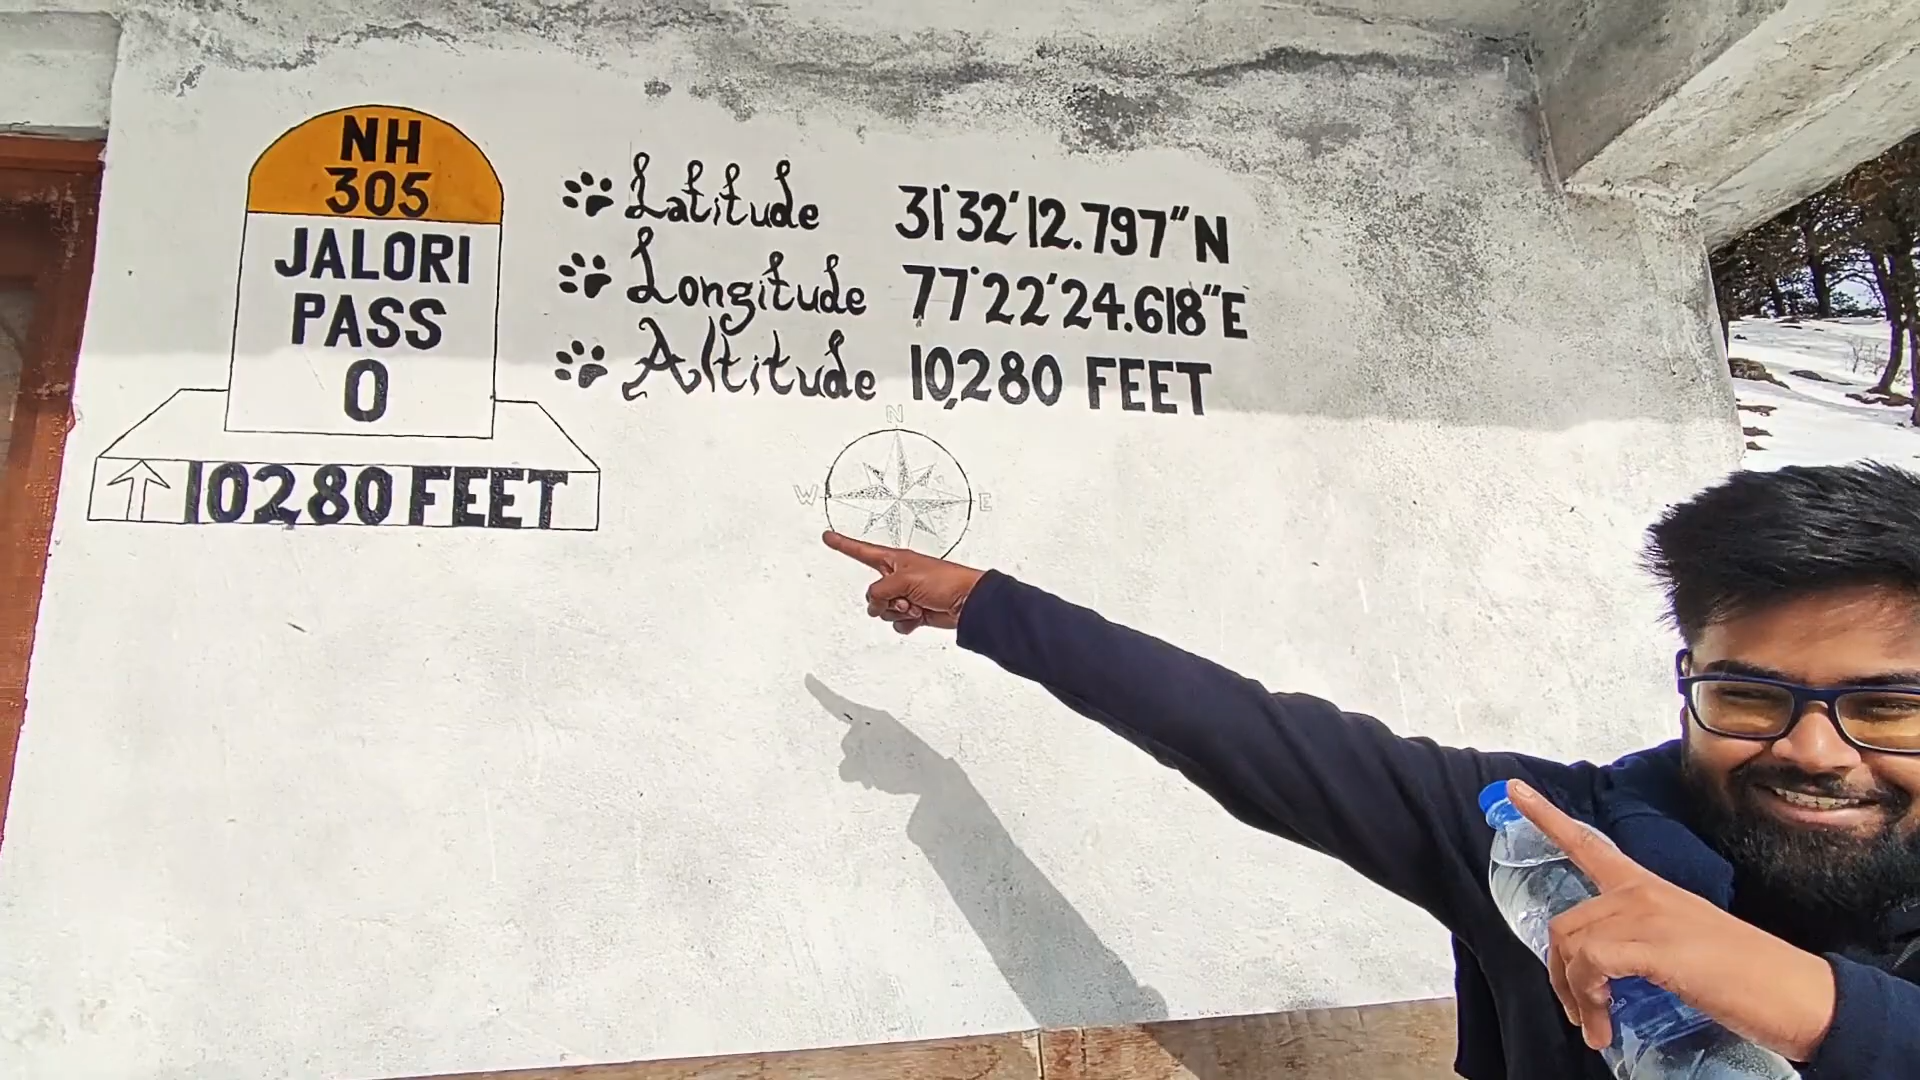 NH
305
JALORI
PASS
0
10280 FEET
Latitude 31°32'12.797"N
Longitude 77°22'24.618"E
Altitude 10,280 FEET
N
W E